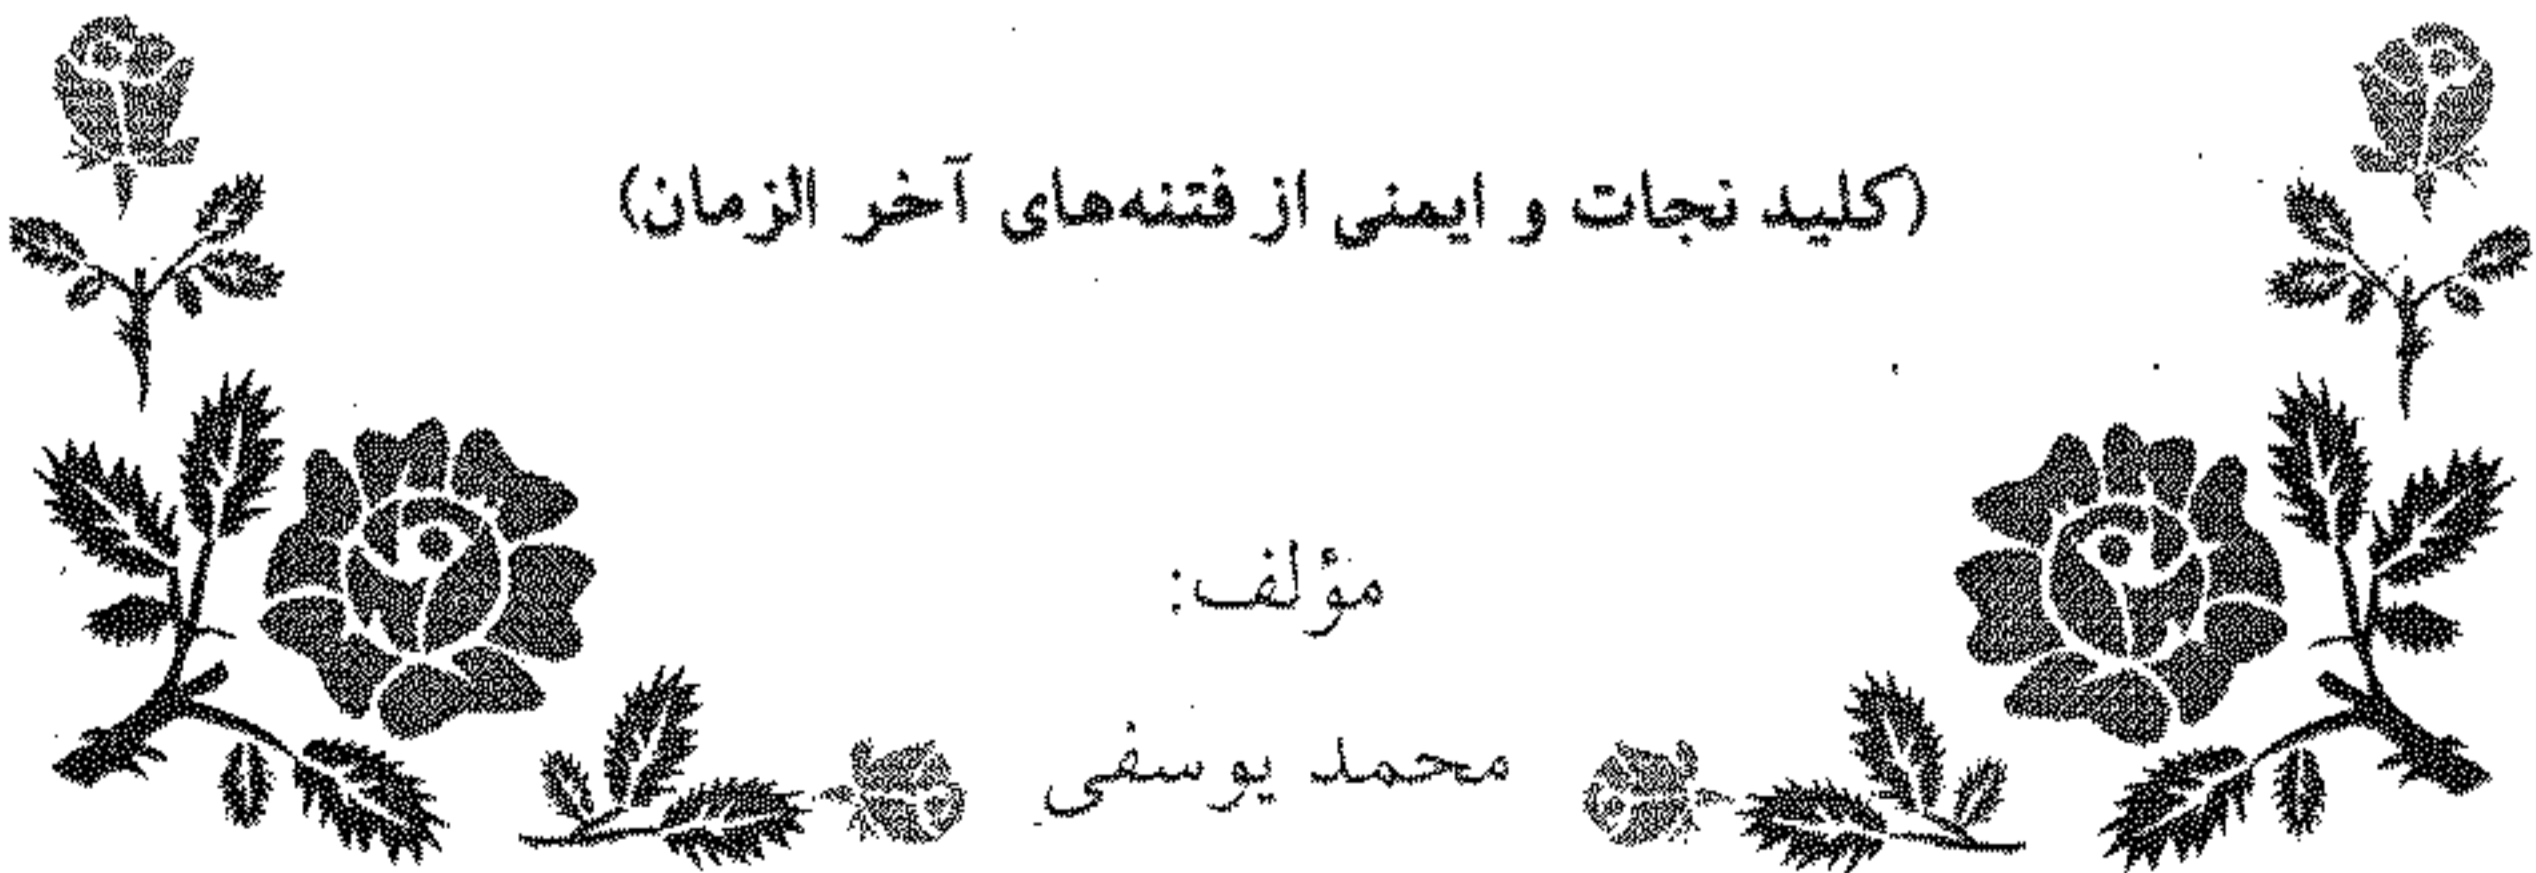 (کلید نجات و ایمنی از فتنه‌های آخر الزمان)
مؤلف:
محمد یوسفی